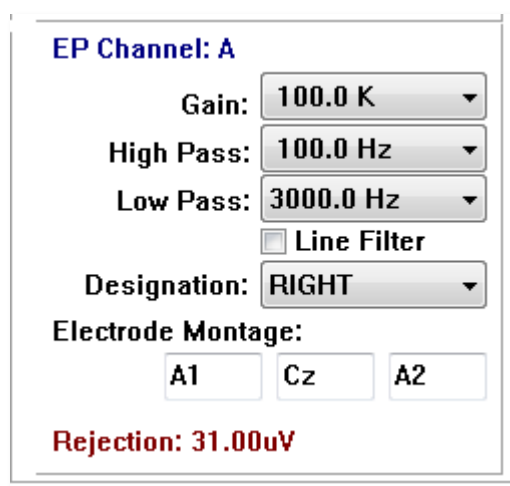 EP Channel: A
Gain: 100.0 K
High Pass: 100.0 Hz
Low Pass: 3000.0 Hz
Line Filter
Designation: RIGHT
Electrode Montage:
A1 Cz A2
Rejection: 31.00uV